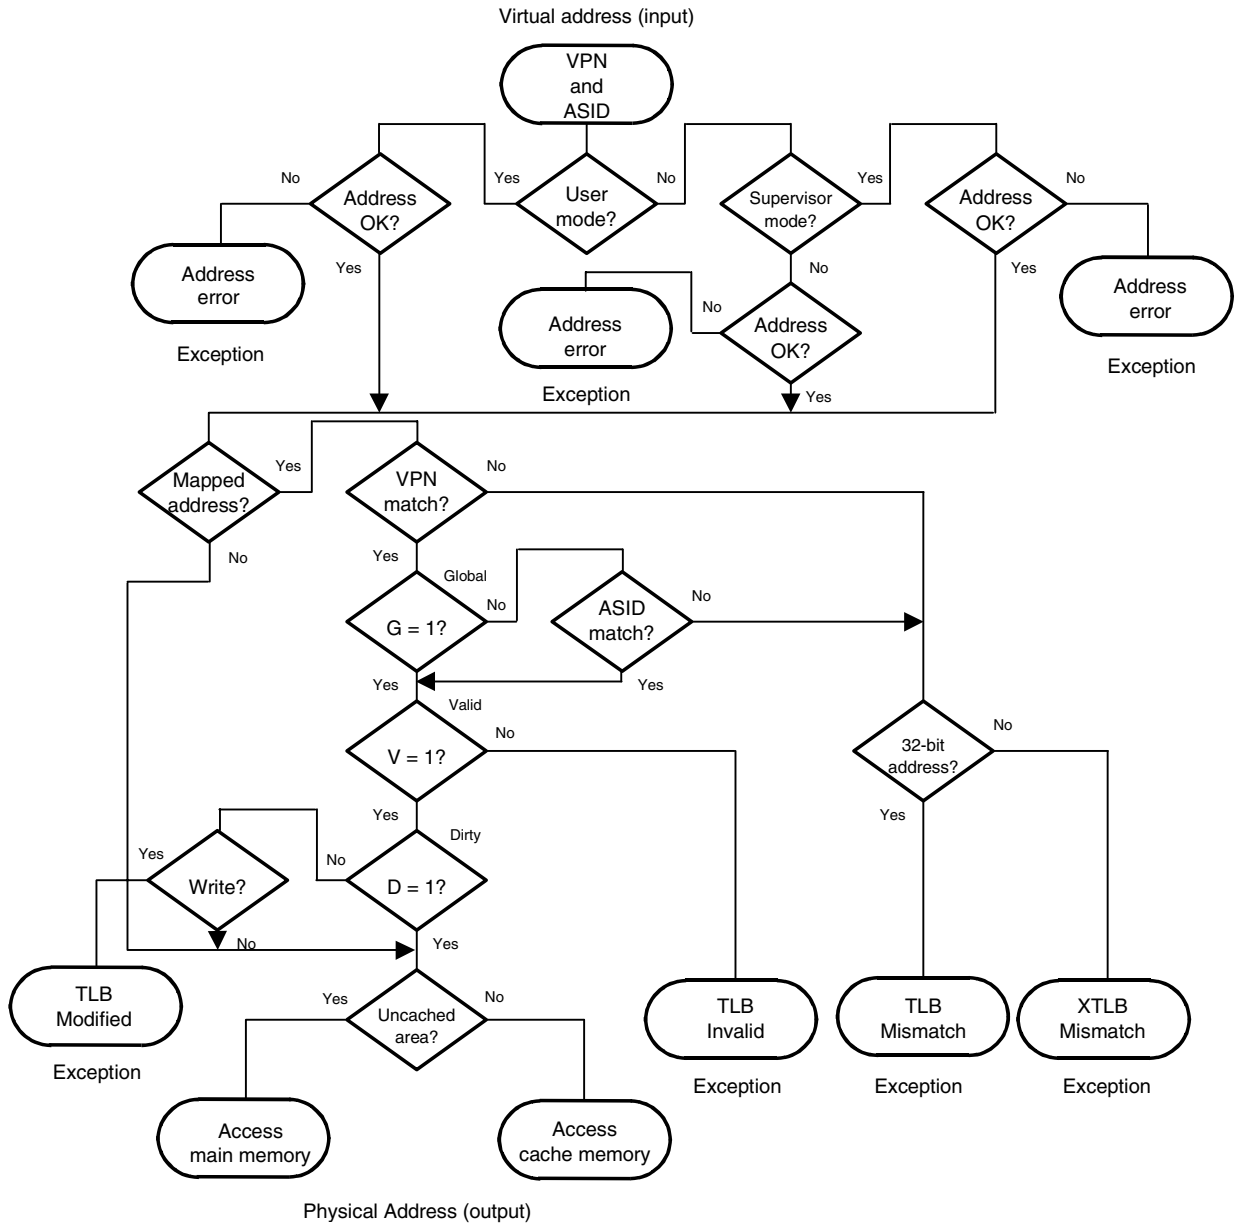 Virtual address (input)
VPN
and
ASID
No
Address
OK?
Yes
User
mode?
No
Supervisor
mode?
Yes
Address
OK?
No
Address
error
Exception
Yes
Address
error
Exception
No
Address
OK?
No
Yes
Yes
Address
error
Exception
Mapped
address?
Yes
No
VPN
match?
No
Yes
Global
G = 1?
No
ASID
match?
No
Yes
Yes
Valid
V = 1?
No
32-bit
address?
No
Yes
Yes
Dirty
D = 1?
No
Write?
Yes
No
Yes
TLB
Modified
Exception
Yes
Uncached
area?
No
TLB
Invalid
Exception
TLB
Mismatch
Exception
XTLB
Mismatch
Exception
Access
main memory
Access
cache memory
Physical Address (output)